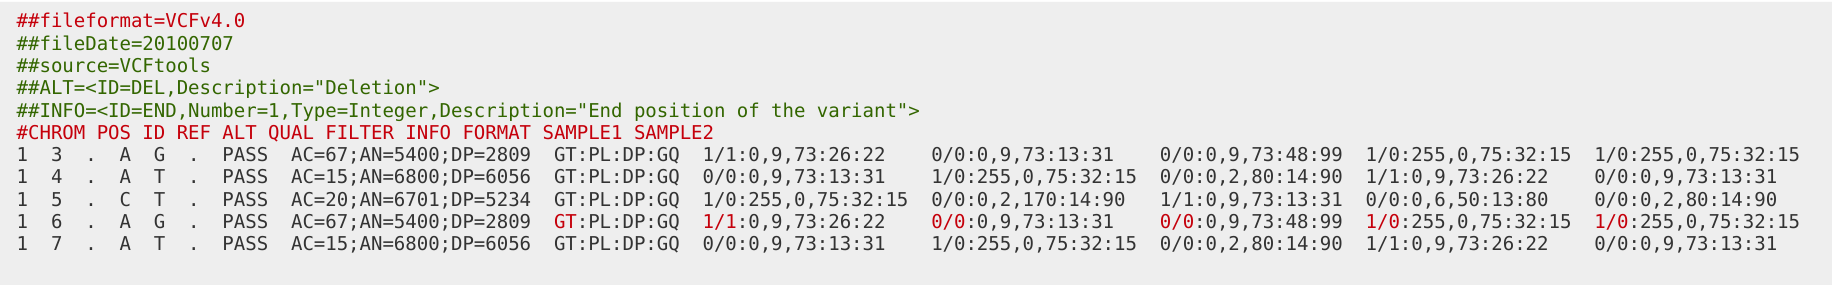 ##fileformat=VCFv4.0
##fileDate=20100707
##source=VCFtools
##ALT=<ID=DEL,Description="Deletion">
##INFO=<ID=END,Number=1,Type=Integer,Description="End position of the variant">
#CHROM POS ID REF ALT QUAL FILTER INFO FORMAT SAMPLE1 SAMPLE2
1 3 . A G . PASS AC=67;AN=5400;DP=2809 GT:PL:DP:GQ 1/1:0,9,73:26:22 0/0:0,9,73:13:31 0/0:0,9,73:48:99 1/0:255,0,75:32:15 1/0:255,0,75:32:15
1 4 . A T . PASS AC=15;AN=6800;DP=6056 GT:PL:DP:GQ 0/0:0,9,73:13:31 1/0:255,0,75:32:15 0/0:0,2,80:14:90 1/1:0,9,73:26:22 0/0:0,9,73:13:31
1 5 . C T . PASS AC=20;AN=6701;DP=5234 GT:PL:DP:GQ 1/0:255,0,75:32:15 0/0:0,2,170:14:90 1/1:0,9,73:13:31 0/0:0,6,50:13:80 0/0:0,2,80:14:90
1 6 . A G . PASS AC=67;AN=5400;DP=2809 GT:PL:DP:GQ 1/1:0,9,73:26:22 0/0:0,9,73:13:31 0/0:0,9,73:48:99 1/0:255,0,75:32:15 1/0:255,0,75:32:15
1 7 . A T . PASS AC=15;AN=6800;DP=6056 GT:PL:DP:GQ 0/0:0,9,73:13:31 1/0:255,0,75:32:15 0/0:0,2,80:14:90 1/1:0,9,73:26:22 0/0:0,9,73:13:31